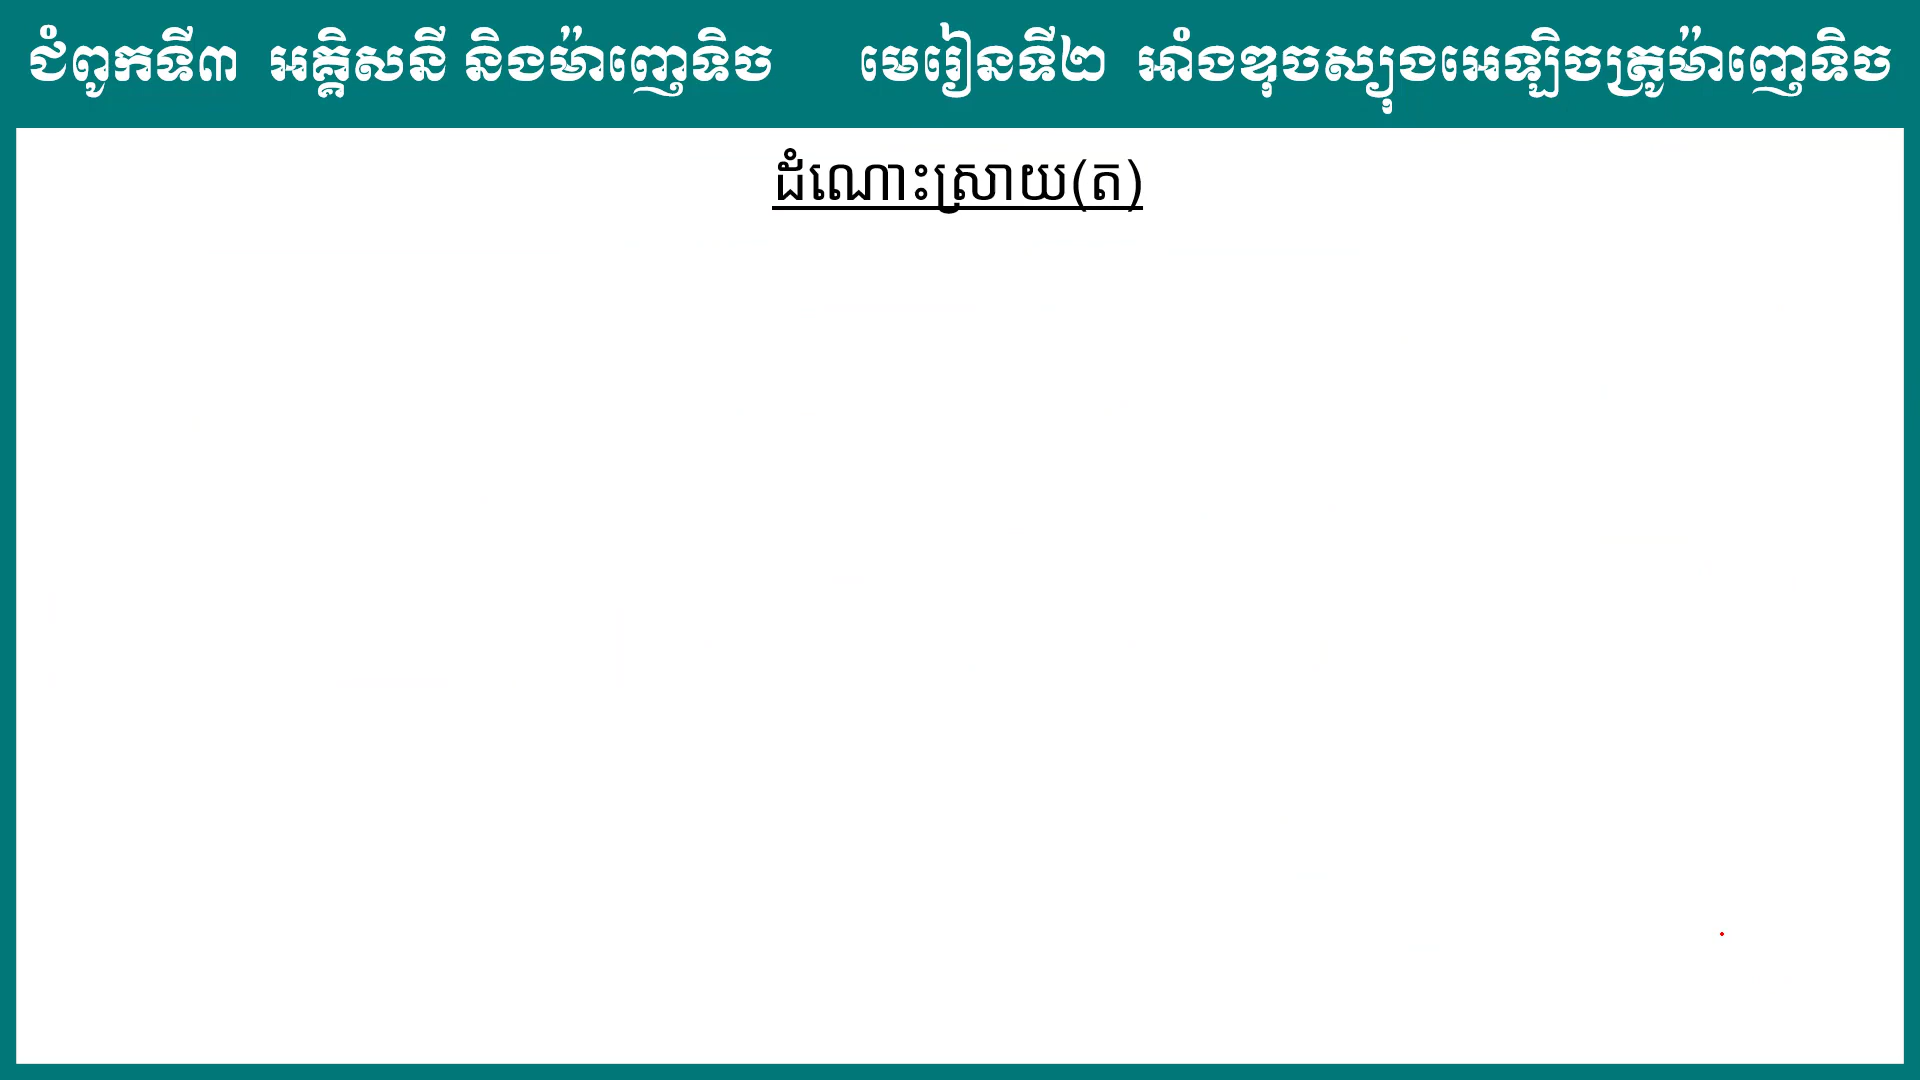 ជំពូកទី៣ អគ្គិសនី និងម៉ាញេទិច មេរៀនទី២ អាំងឌុចស្យុងអេឡិចត្រូម៉ាញេទិច
ដំណោះស្រាយ(ត)